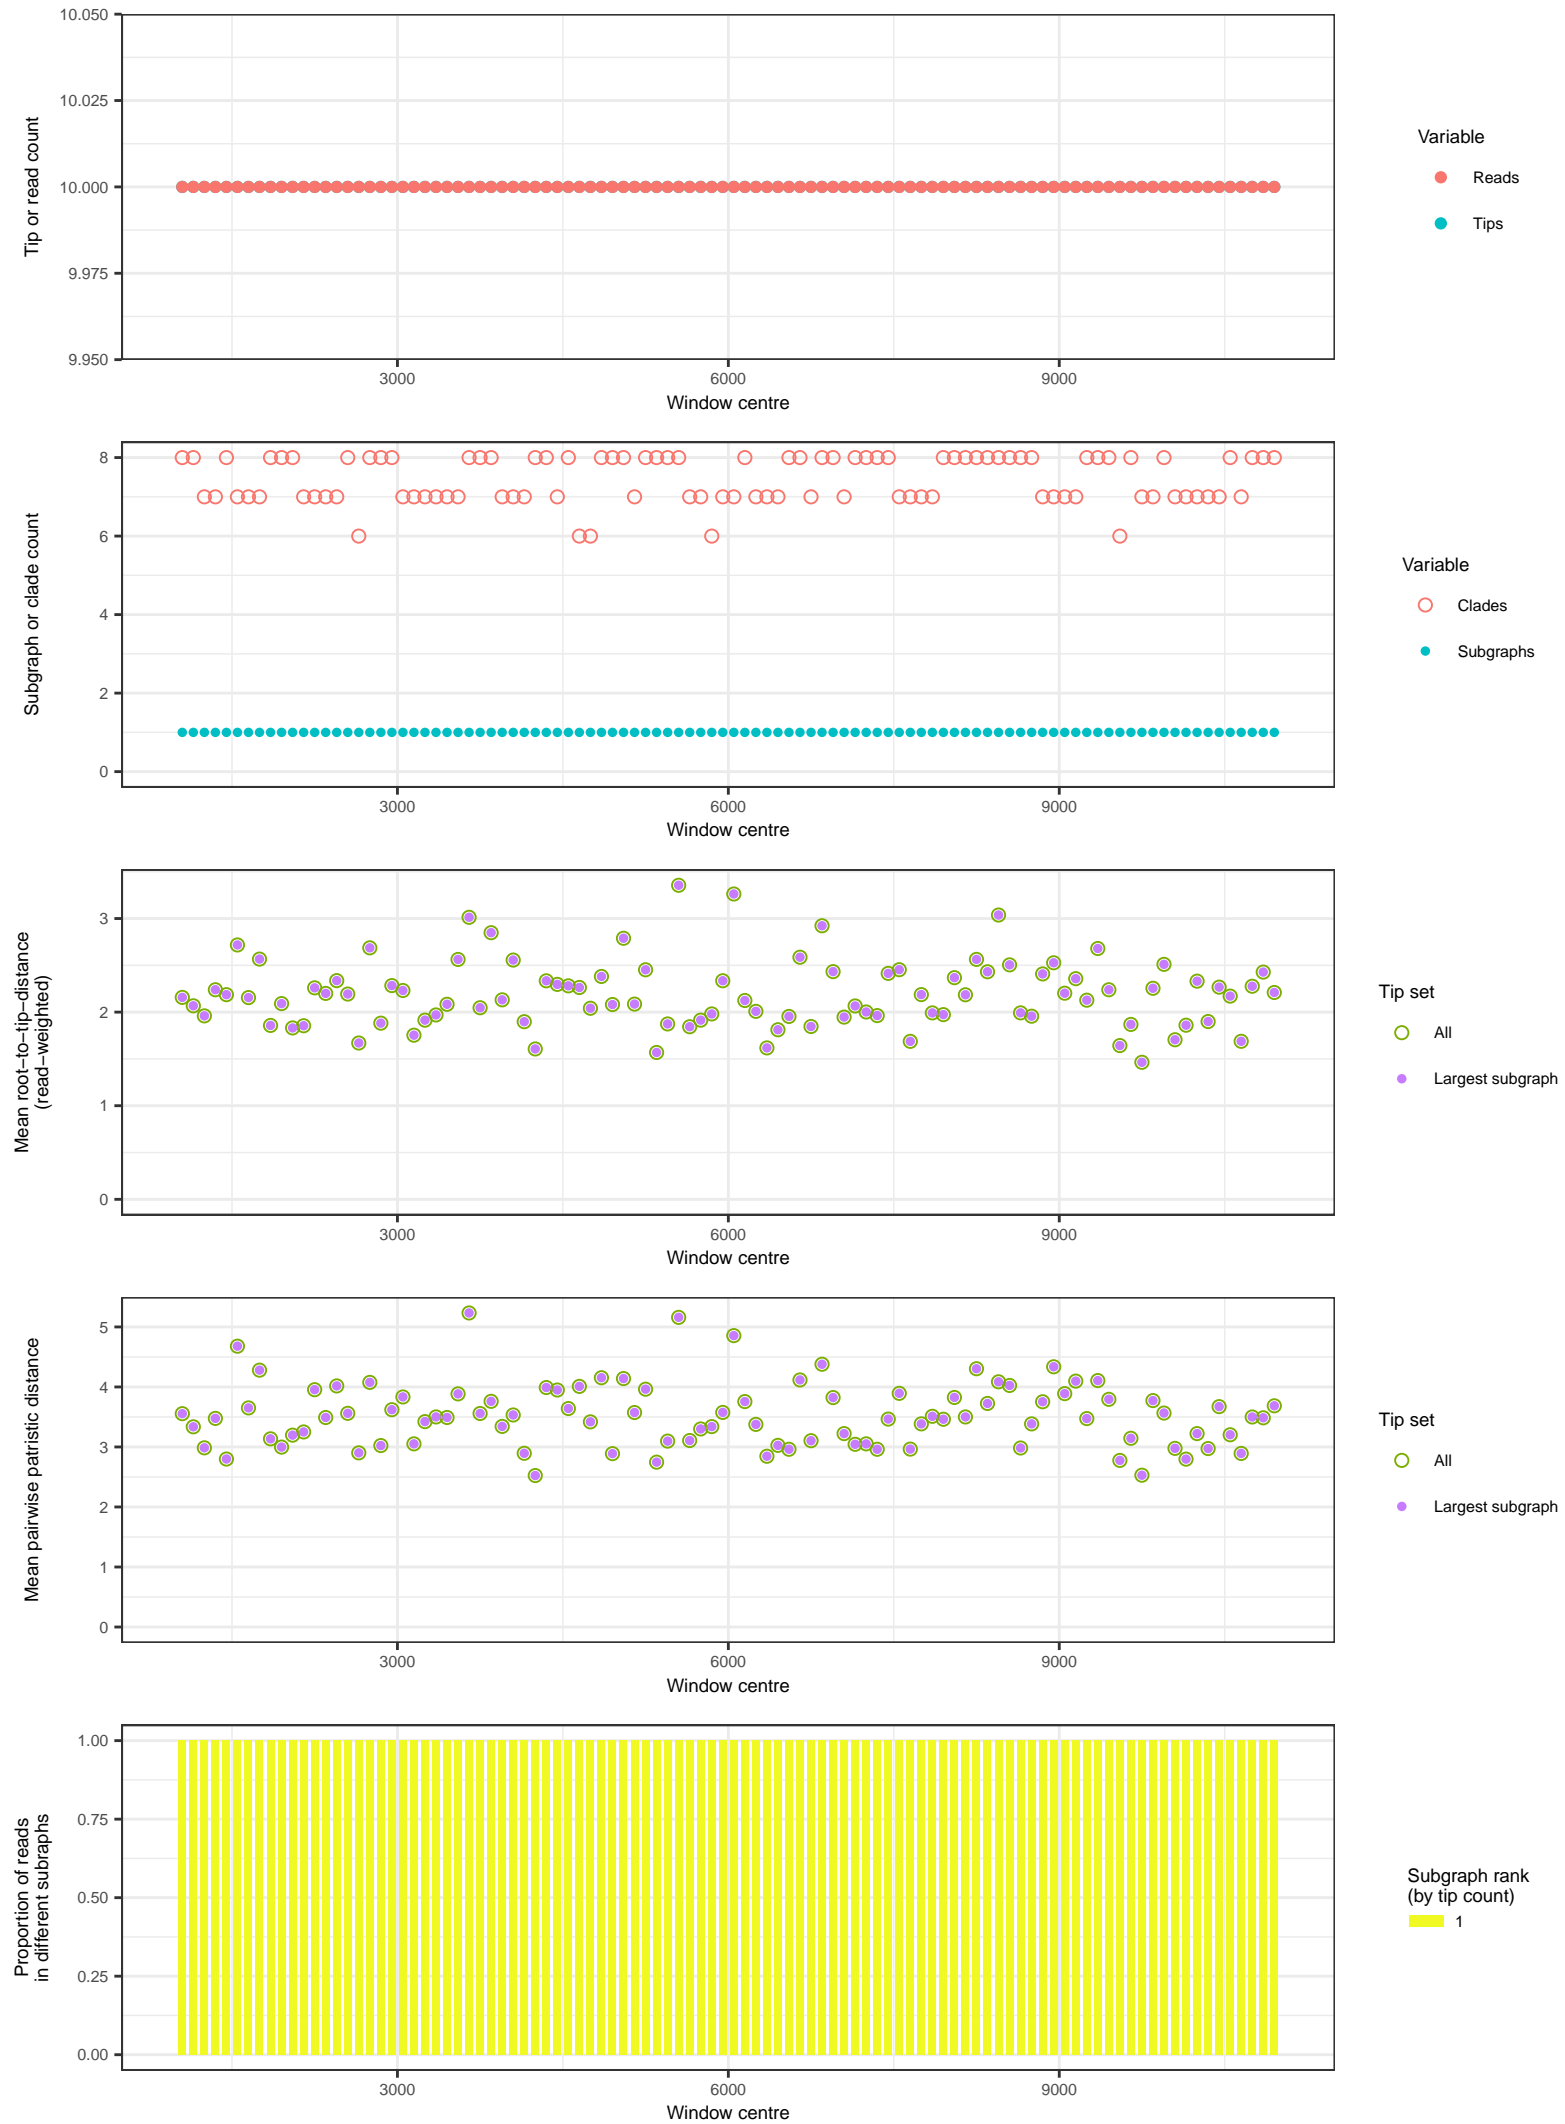 10.050
10.025
10.000
9.975
9.950
Tip or read count
3000 6000 9000
Window centre
Variable
Reads
Tips
8
6
4
2
0
Subgraph or clade count
3000 6000 9000
Window centre
Variable
Clades
Subgraphs
3
2
1
0
Mean root−to−tip−distance
(read−weighted)
3000 6000 9000
Window centre
Tip set
All
Largest subgraph
5
4
3
2
1
0
Mean pairwise patristic distance
3000 6000 9000
Window centre
Tip set
All
Largest subgraph
1.00
0.75
0.50
0.25
0.00
Proportion of reads
in different subraphs
3000 6000 9000
Window centre
Subgraph rank
(by tip count)
1